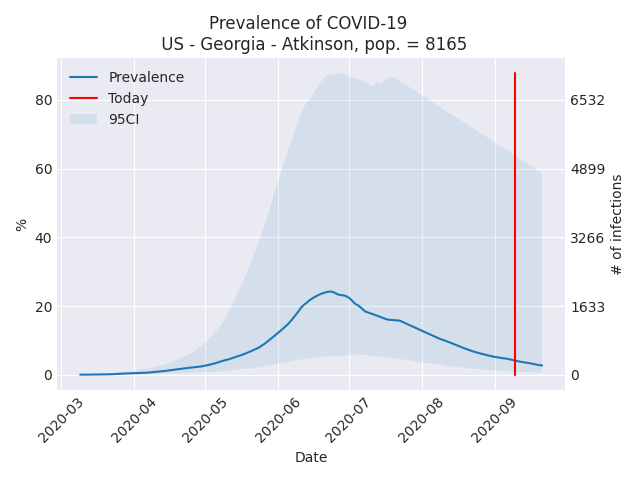 Prevalence of COVID-19
US - Georgia - Atkinson, pop. = 8165
Prevalence
Today
95CI
80
60
40
20
0
%
6532
4899
3266
1633
0
# of infections
2020-03
2020-04
2020-05
2020-06
2020-07
2020-08
2020-09
Date